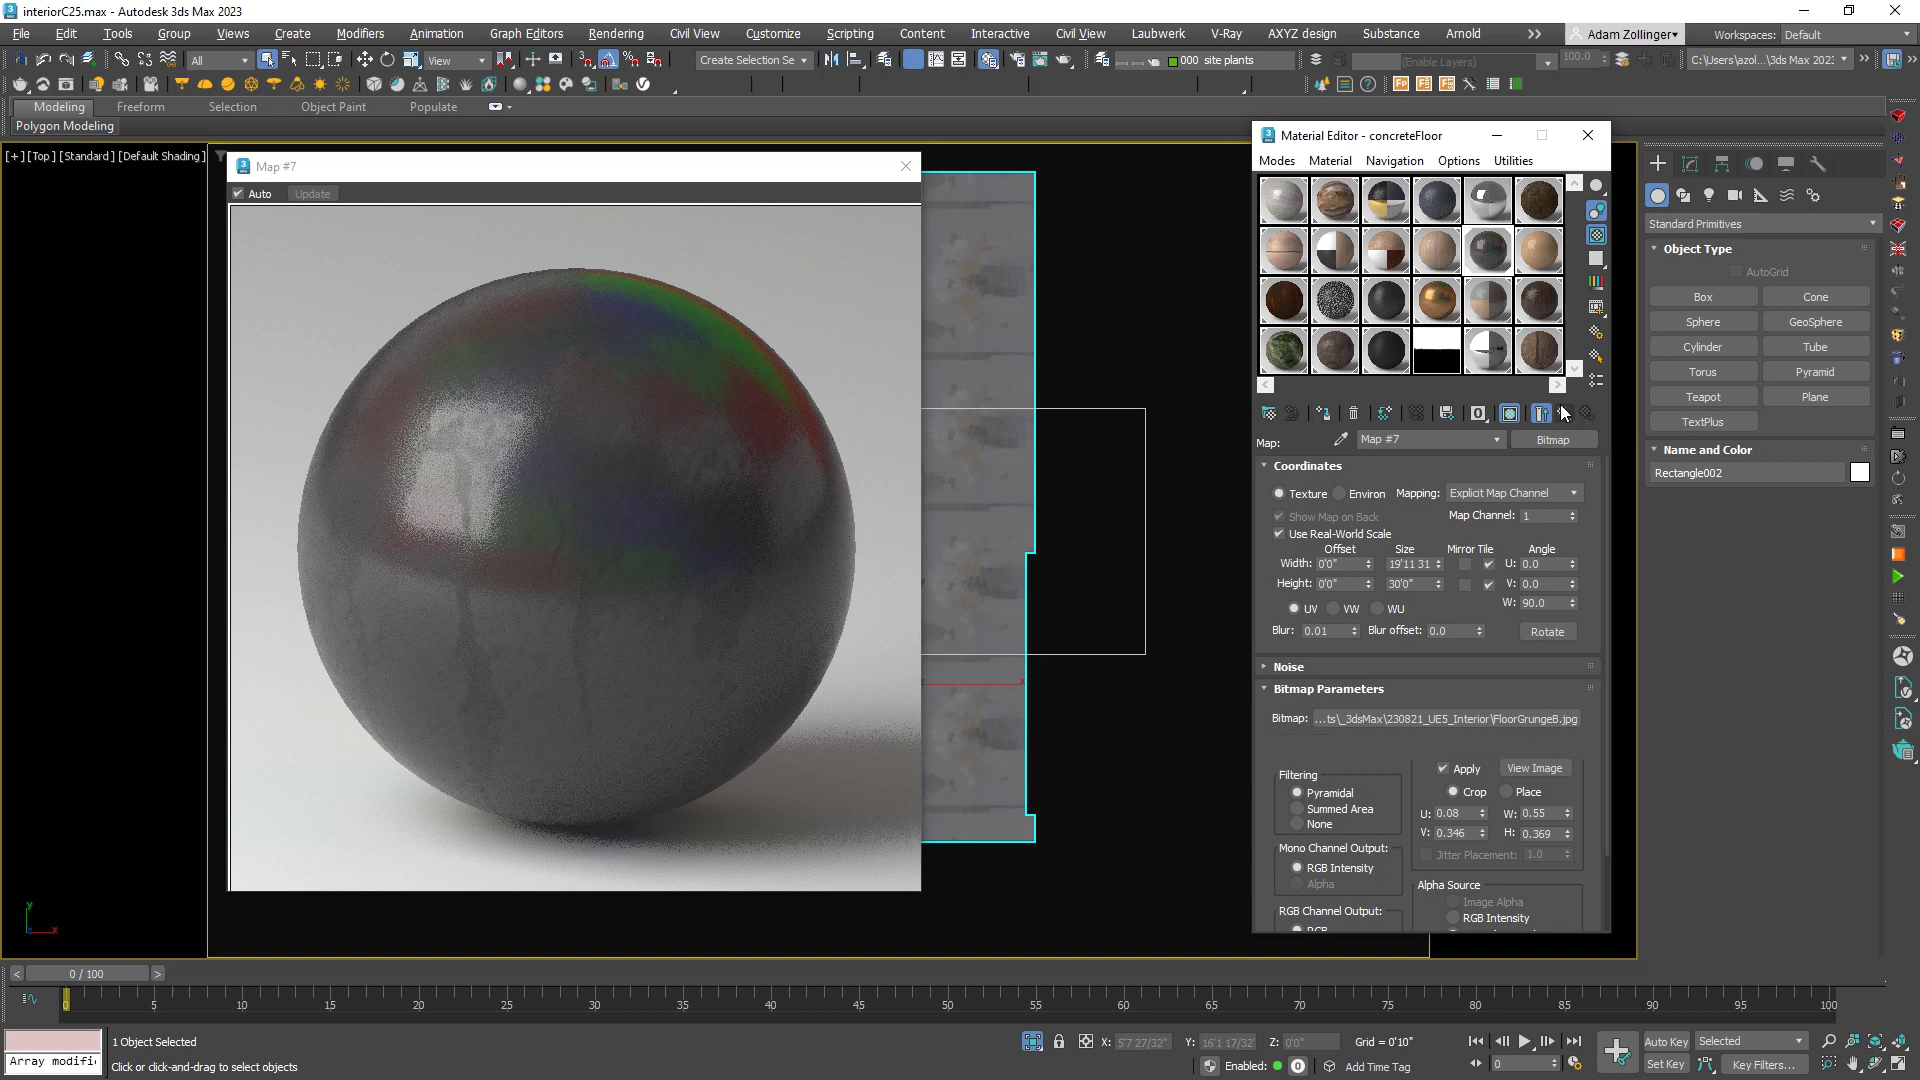 interiorC25.max - Autodesk 3ds Max 2023
File Edit Tools Group Views Create Modifiers Animation Graph Editors Rendering Civil View Customize Scripting Content Interactive Civil View Laubwerk V-Ray AXYZ design Substance Arnold Adam Zollinger Workspaces: Default
All View Create Selection Se 000 site plants (Enable Layers) 100.0 C:\Users\azol...\3ds Max 2023
Modeling Freeform Selection Object Paint Populate
Polygon Modeling
[+] [Top] [Standard] [Default Shading]
Map #7
Auto Update
Material Editor - concreteFloor
Modes Material Navigation Options Utilities
Map: Map #7 Bitmap
Coordinates
Texture Environ Mapping: Explicit Map Channel
Show Map on Back Map Channel: 1
Use Real-World Scale
Offset Size Mirror Tile Angle
Width: 0'0" 19'11 31 U: 0.0
Height: 0'0" 30'0" V: 0.0
W: 90.0
UV VW WU
Blur: 0.01 Blur offset: 0.0 Rotate
Noise
Bitmap Parameters
Bitmap: ...ts\_3dsMax\230821_UE5_Interior\FloorGrungeB.jpg
Apply View Image
Filtering
Pyramidal
Summed Area
None
Crop Place
U: 0.08 W: 0.55
V: 0.346 H: 0.369
Jitter Placement: 1.0
Mono Channel Output:
RGB Intensity
Alpha
Alpha Source
Image Alpha
RGB Intensity
RGB Channel Output:
RGB
Standard Primitives
Object Type
AutoGrid
Box Cone
Sphere GeoSphere
Cylinder Tube
Torus Pyramid
Teapot Plane
TextPlus
Name and Color
Rectangle002
y
x
0 / 100
0 5 10 15 20 25 30 35 40 45 50 55 60 65 70 75 80 85 90 95 100
1 Object Selected
Array modifi
Click or click-and-drag to select objects
X: 5'7 27/32" Y: 16'1 17/32" Z: 0'0" Grid = 0'10"
Enabled: 0 Add Time Tag
0
Auto Key Selected
Set Key Key Filters...